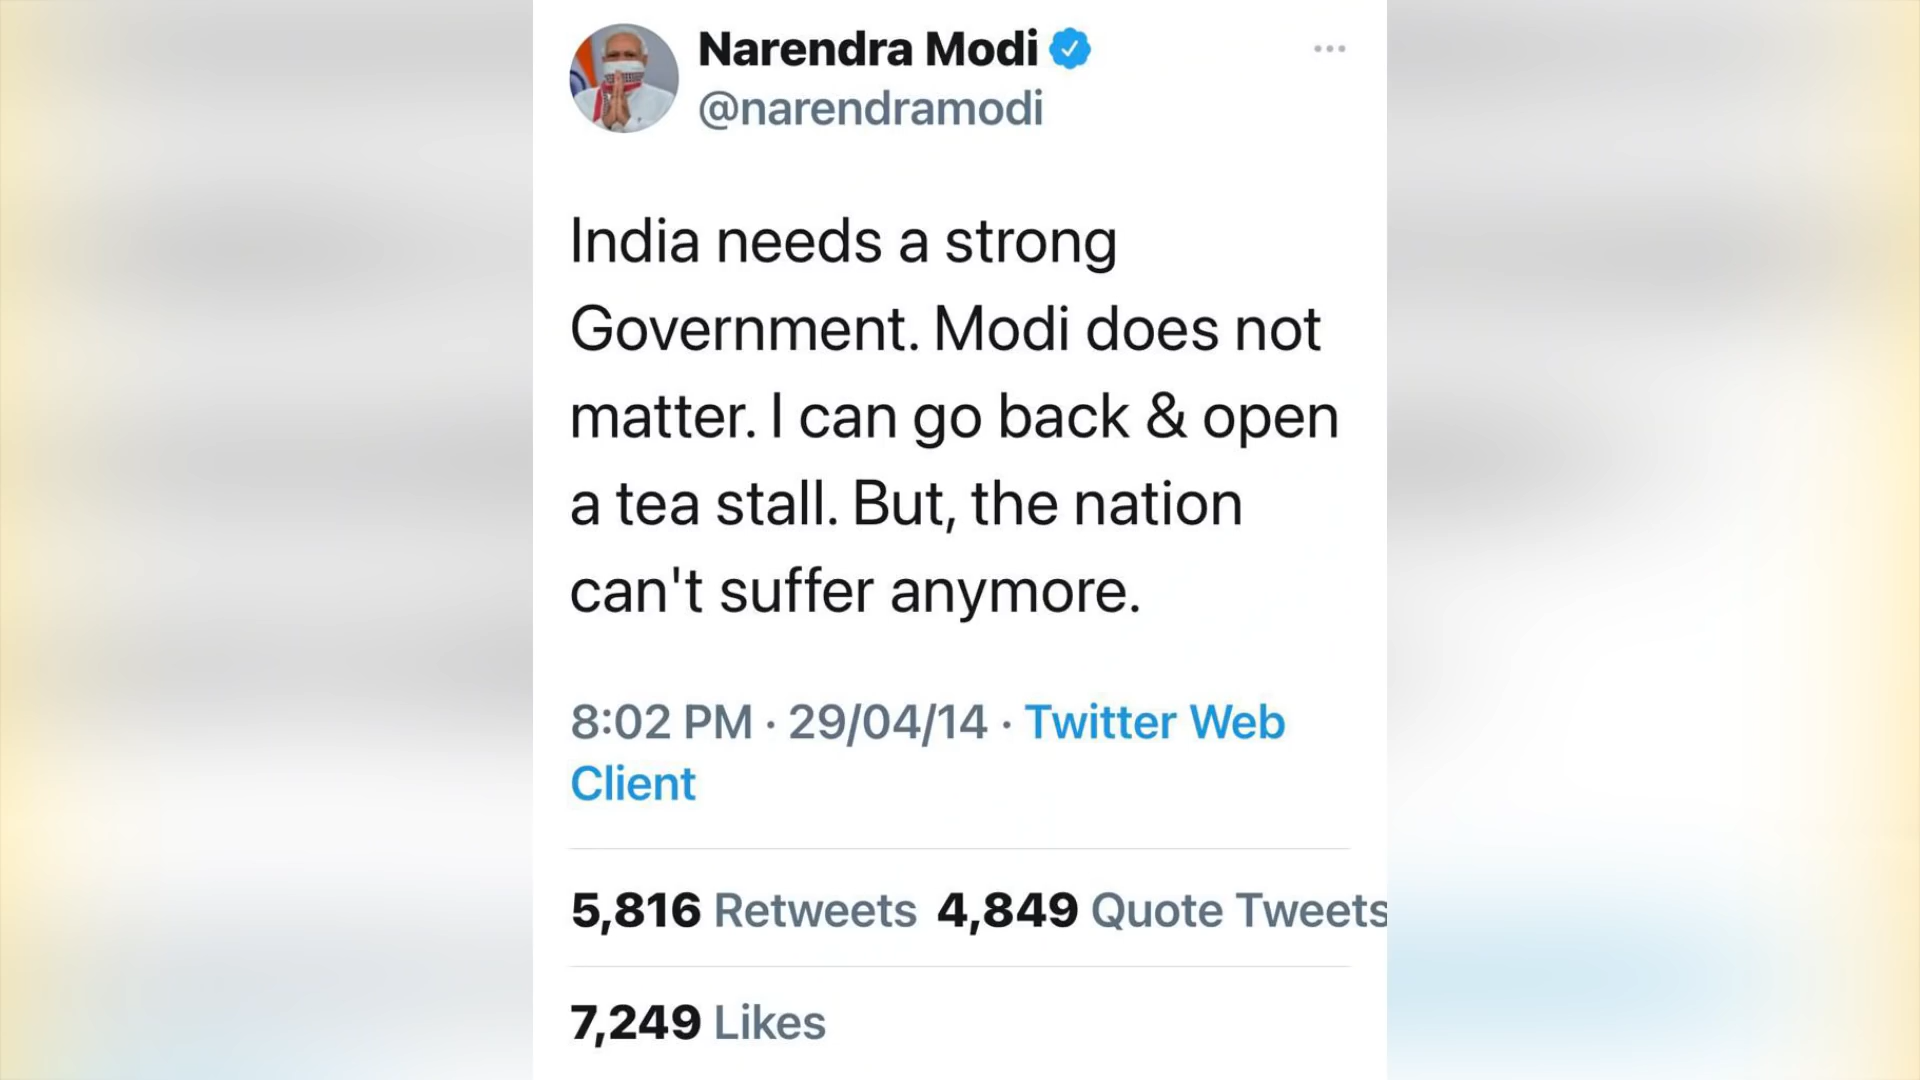 Narendra Modi
@narendramodi
India needs a strong
Government. Modi does not
matter. I can go back & open
a tea stall. But, the nation
can't suffer anymore.
8:02 PM · 29/04/14 · Twitter Web
Client
5,816 Retweets 4,849 Quote Tweets
7,249 Likes